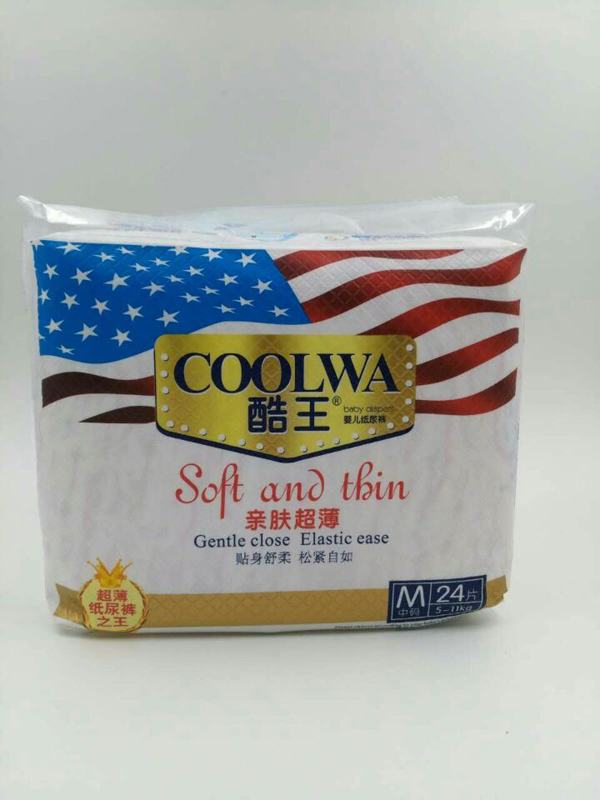 COOLWA
酷王®
baby diaper
婴儿纸尿裤
Soft and thin
亲肤超薄
Gentle close Elastic ease
贴身舒柔 松紧自如
超薄
纸尿裤
之王
M 24片
中码 5-11kg